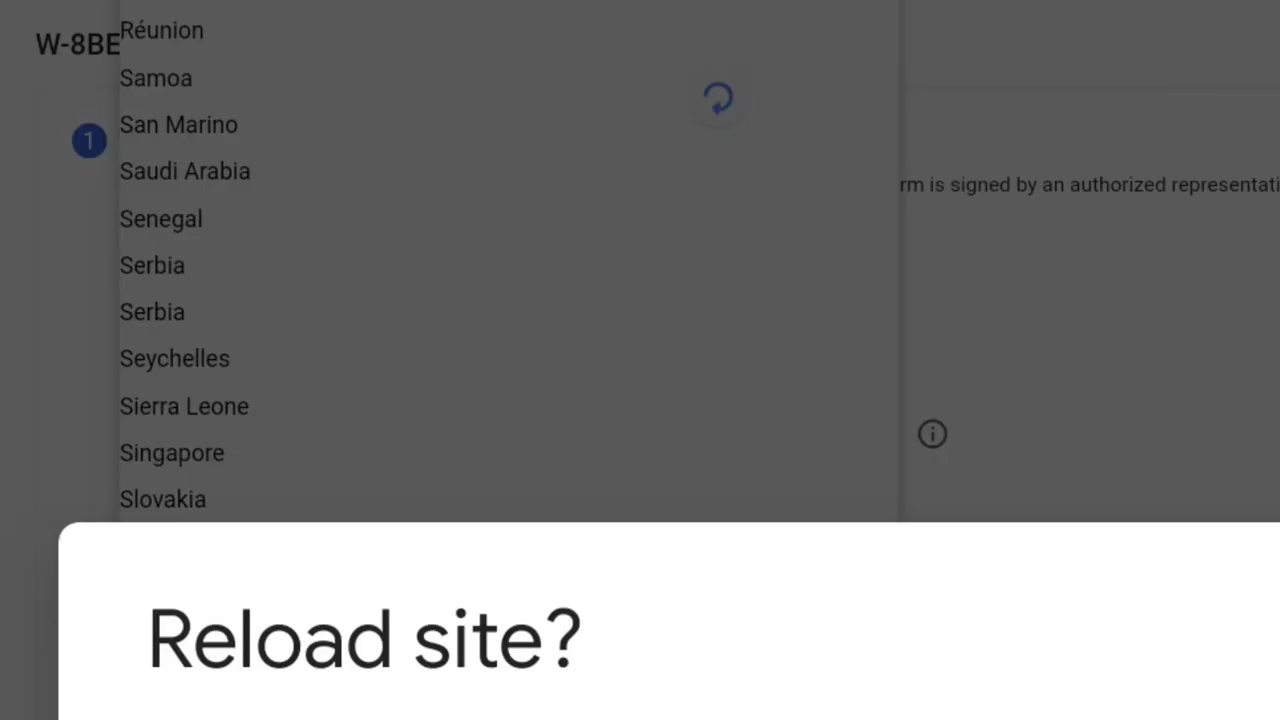 W-8BE
Réunion
Samoa
San Marino
1
Saudi Arabia
rm is signed by an authorized representati
Senegal
Serbia
Serbia
Seychelles
Sierra Leone
Singapore
Slovakia
Reload site?